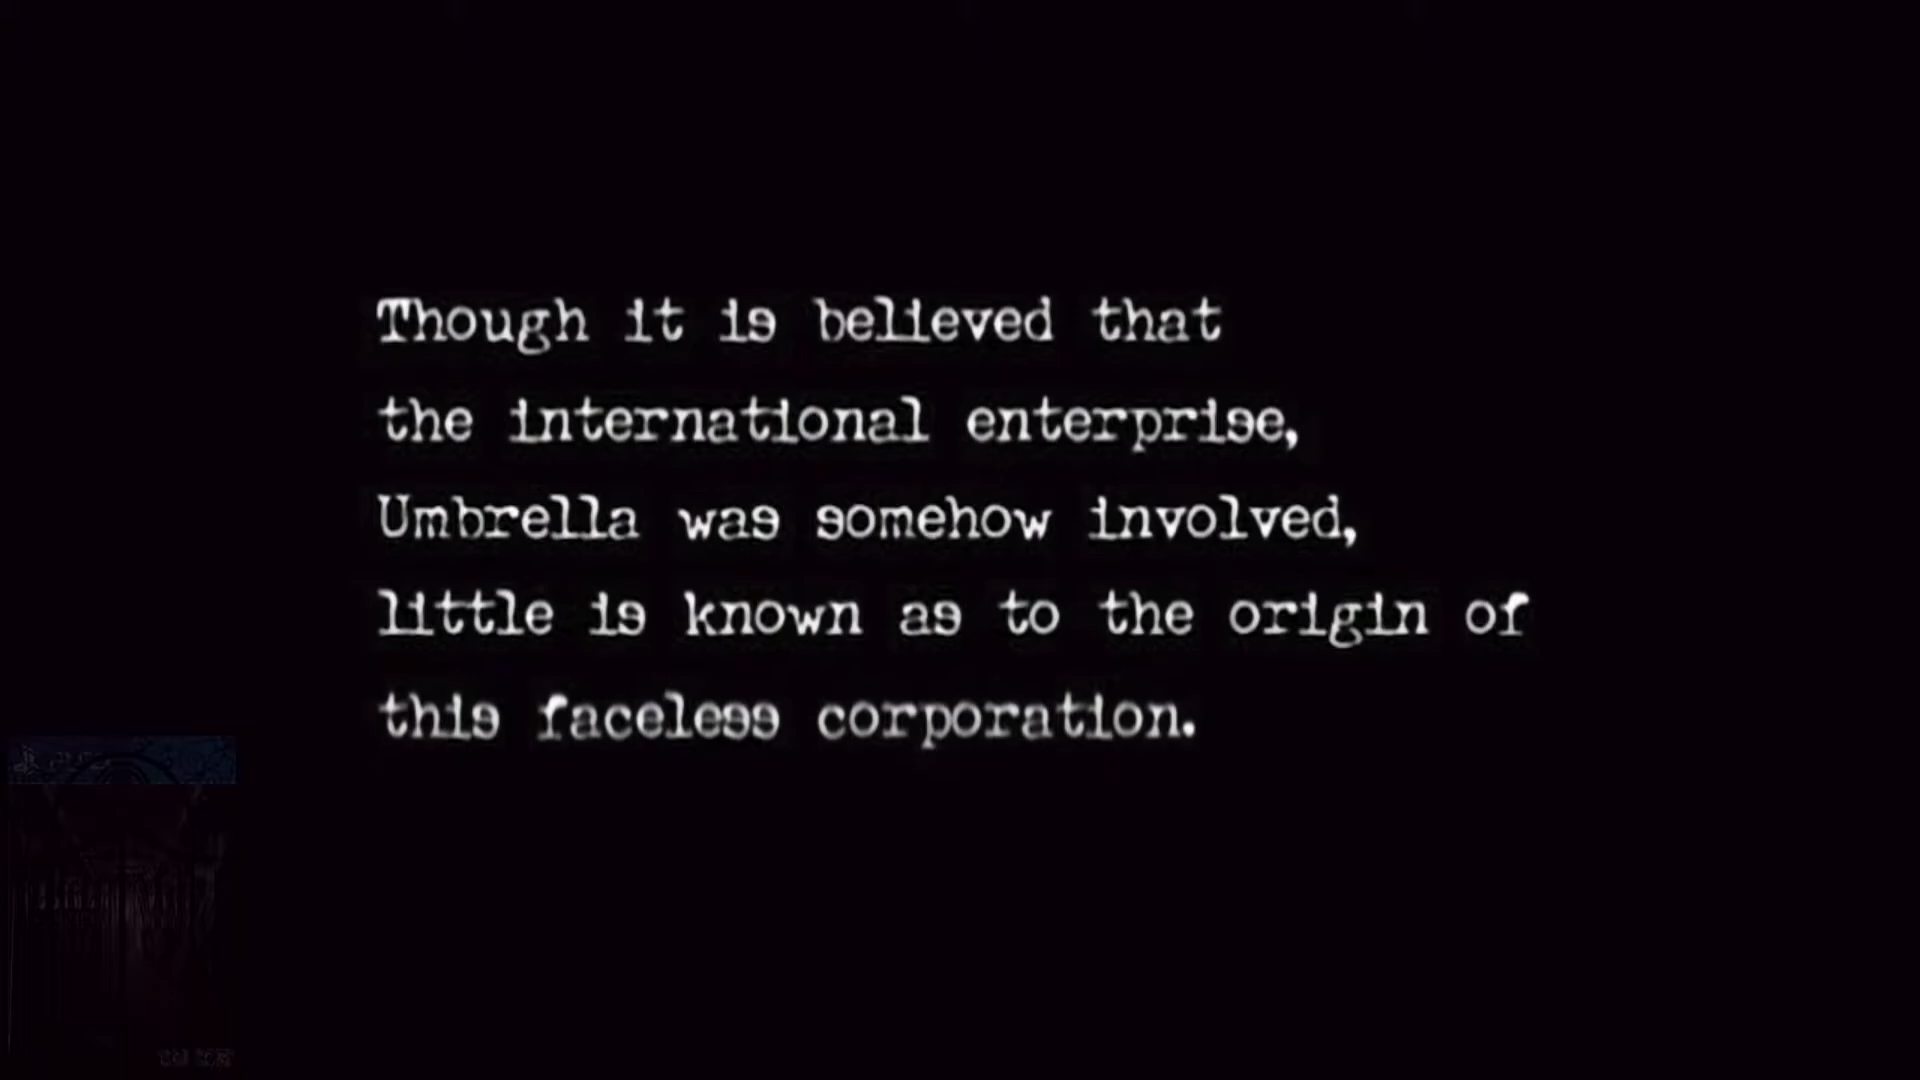 Though it is believed that
the international enterprise,
Umbrella was somehow involved,
little is known as to the origin of
this faceless corporation.